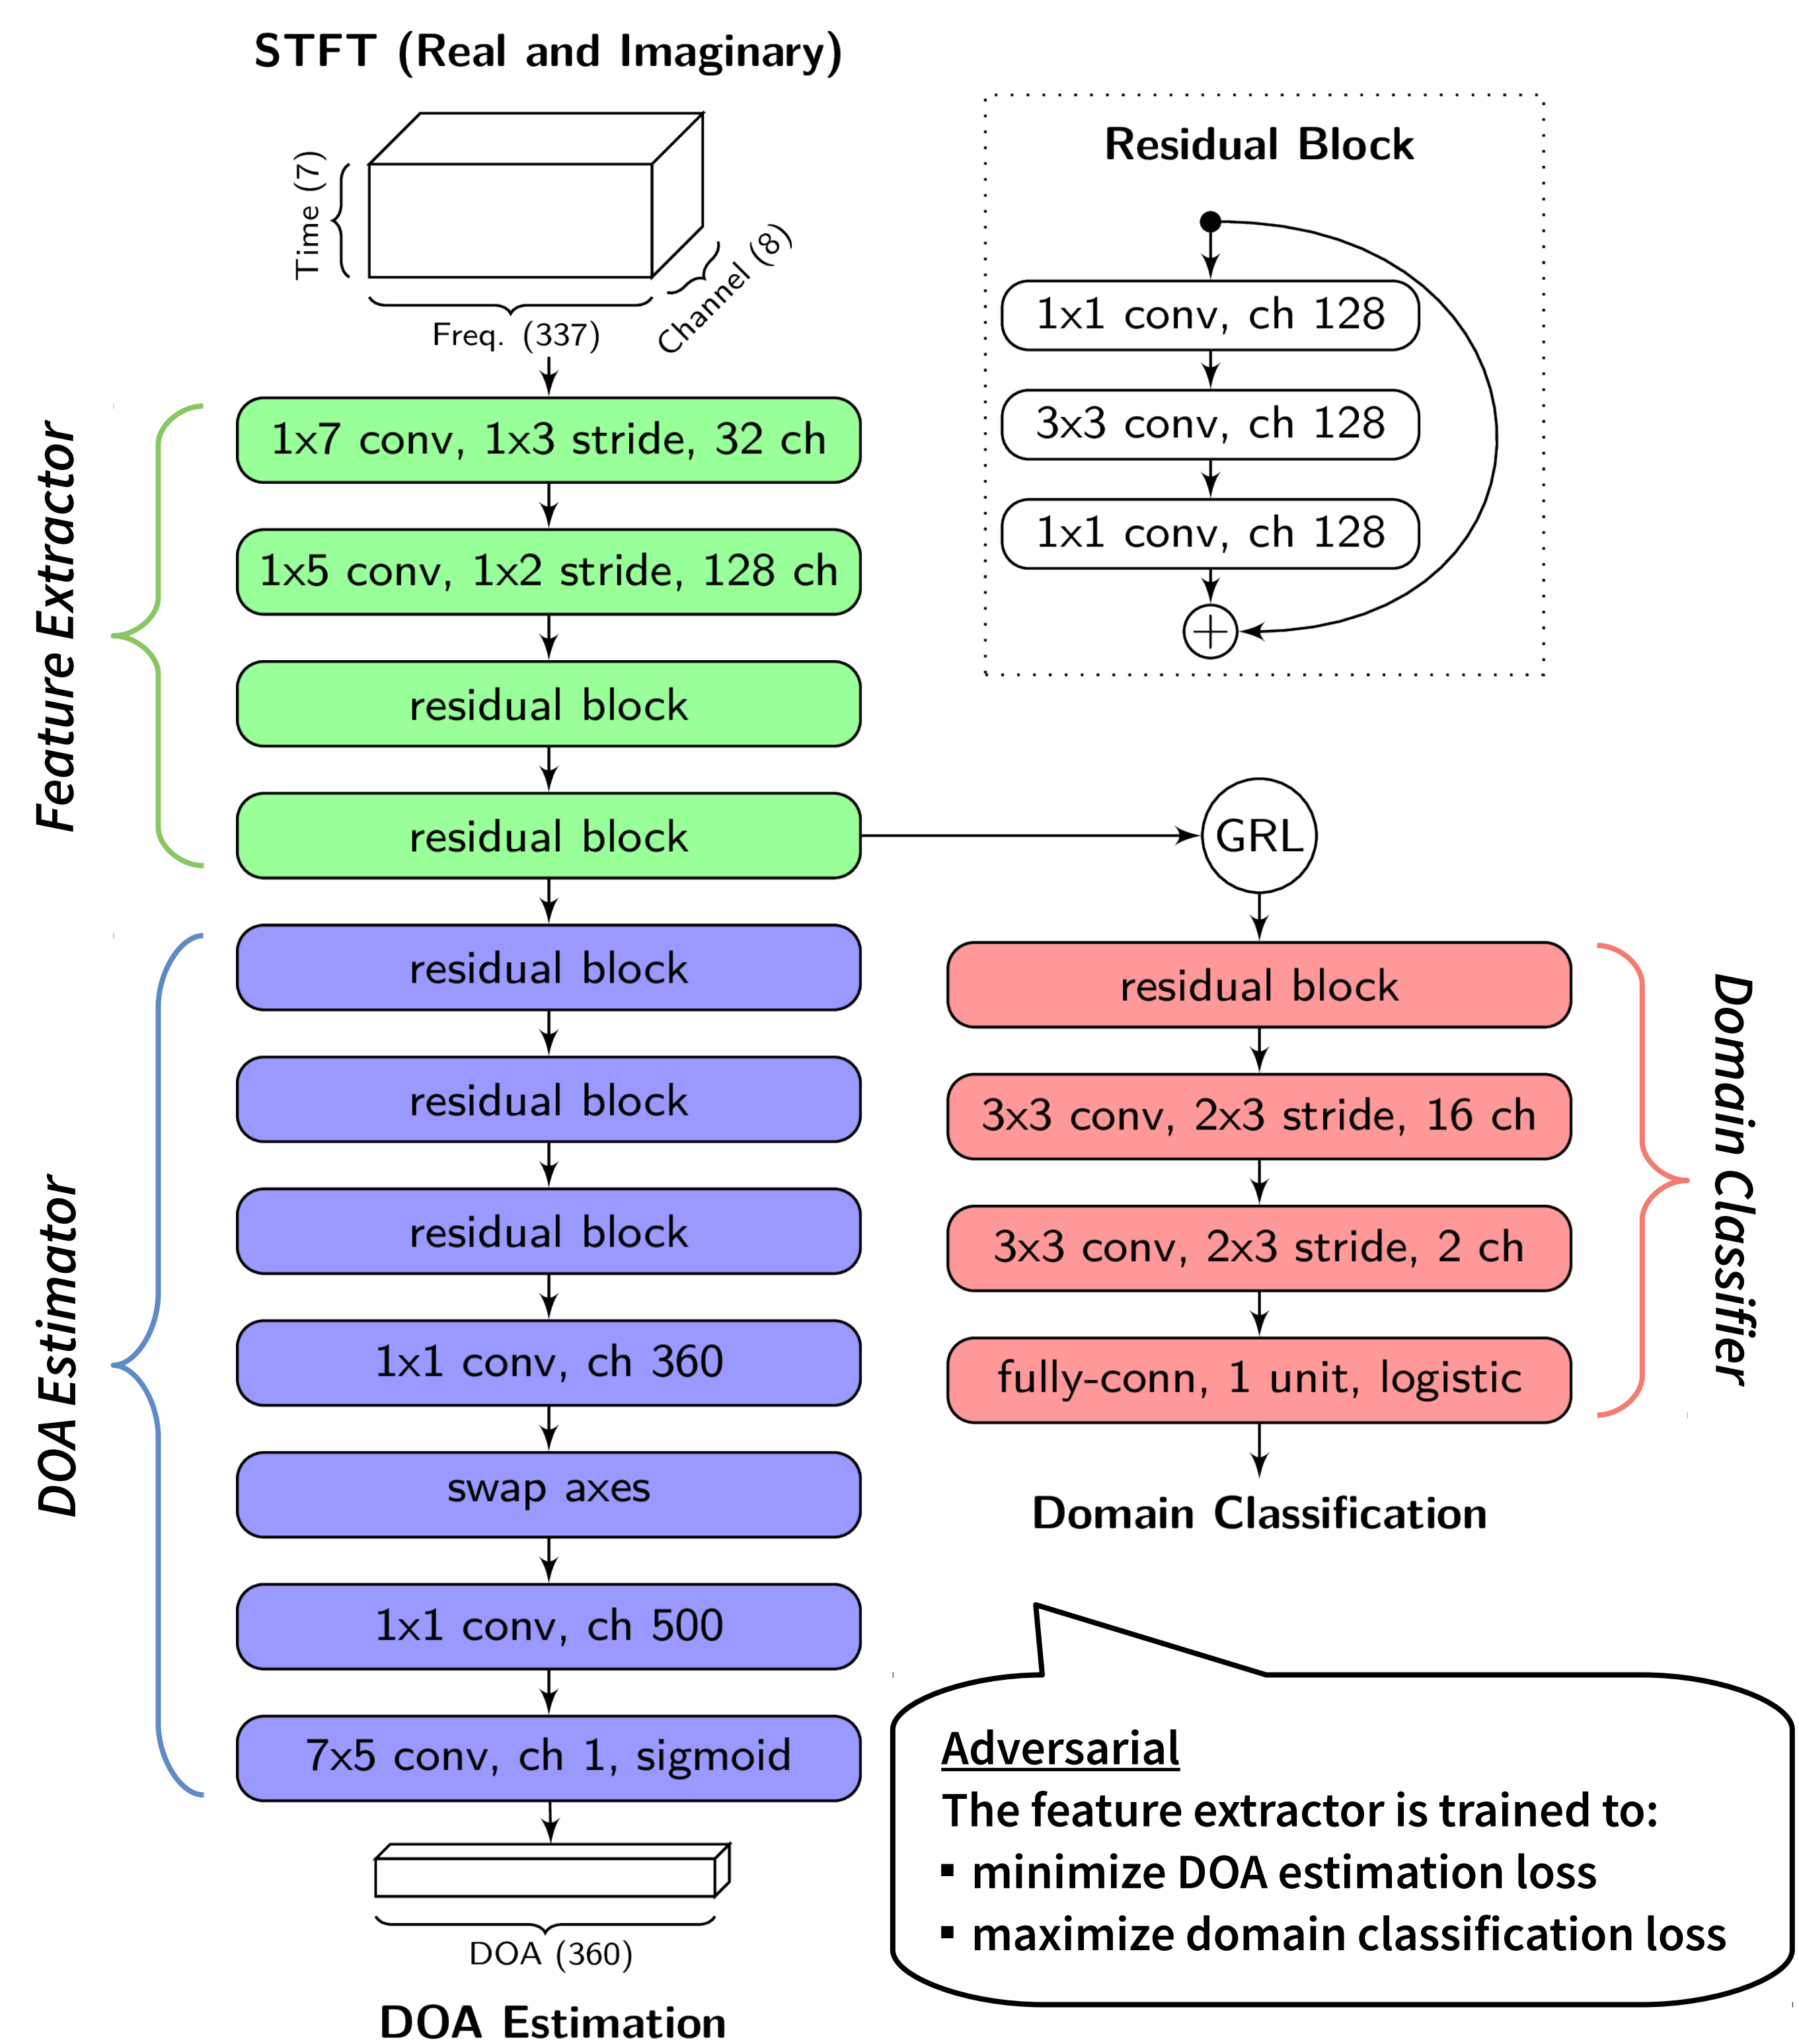 STFT (Real and Imaginary)
Time (7)
Freq. (337)
Channel (8)
Feature Extractor
1x7 conv, 1x3 stride, 32 ch
1x5 conv, 1x2 stride, 128 ch
residual block
residual block
DOA Estimator
residual block
residual block
residual block
1x1 conv, ch 360
swap axes
1x1 conv, ch 500
7x5 conv, ch 1, sigmoid
DOA (360)
DOA Estimation
Residual Block
1x1 conv, ch 128
3x3 conv, ch 128
1x1 conv, ch 128
GRL
residual block
3x3 conv, 2x3 stride, 16 ch
3x3 conv, 2x3 stride, 2 ch
fully-conn, 1 unit, logistic
Domain Classifier
Domain Classification
Adversarial
The feature extractor is trained to:
▪ minimize DOA estimation loss
▪ maximize domain classification loss